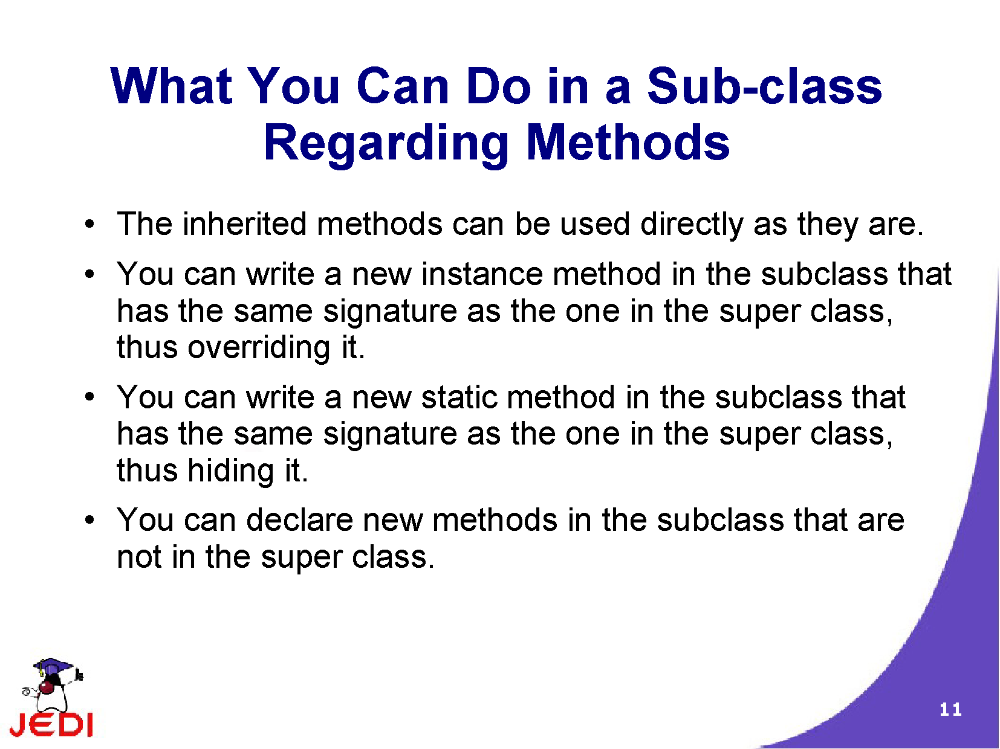 What You Can Do in a Sub-class
Regarding Methods
• The inherited methods can be used directly as they are.
• You can write a new instance method in the subclass that
has the same signature as the one in the super class,
thus overriding it.
• You can write a new static method in the subclass that
has the same signature as the one in the super class,
thus hiding it.
• You can declare new methods in the subclass that are
not in the super class.
JEDI
11